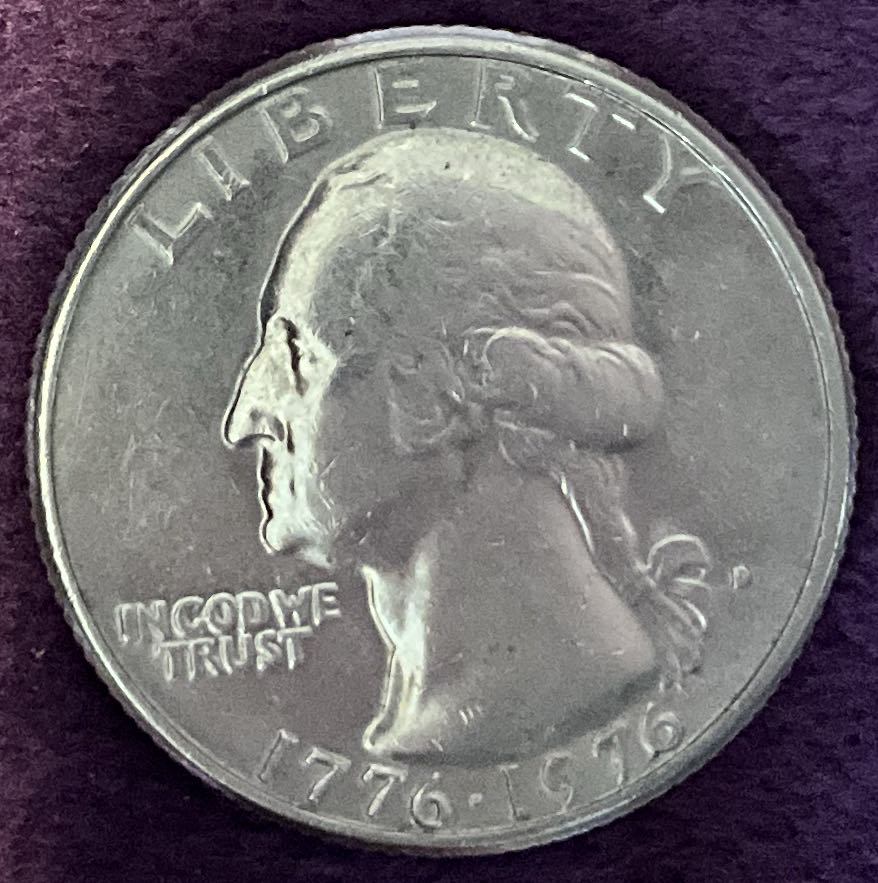 LIBERTY
IN GOD WE
TRUST
D
1776·1976